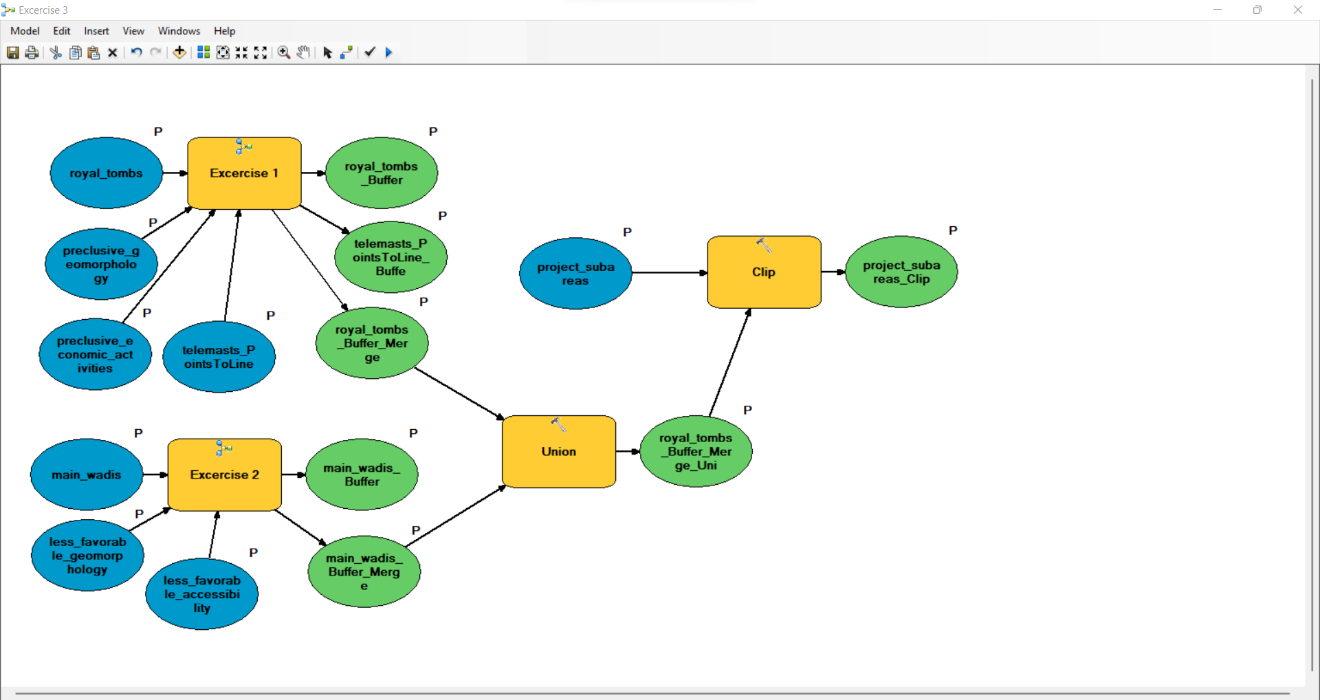 Excercise 3
Model Edit Insert View Windows Help
P
royal_tombs
Excercise 1
P
royal_tombs
_Buffer
P
preclusive_g
eomorpholo
gy
P
telemasts_P
ointsToLine_
Buffe
P
preclusive_e
conomic_act
ivities
P
telemasts_P
ointsToLine
P
royal_tombs
_Buffer_Mer
ge
P
project_suba
reas
Clip
P
project_suba
reas_Clip
P
main_wadis
Excercise 2
P
main_wadis_
Buffer
Union
P
royal_tombs
_Buffer_Mer
ge_Uni
P
less_favorab
le_geomorp
hology
P
less_favorab
le_accessibi
lity
P
main_wadis_
Buffer_Merg
e